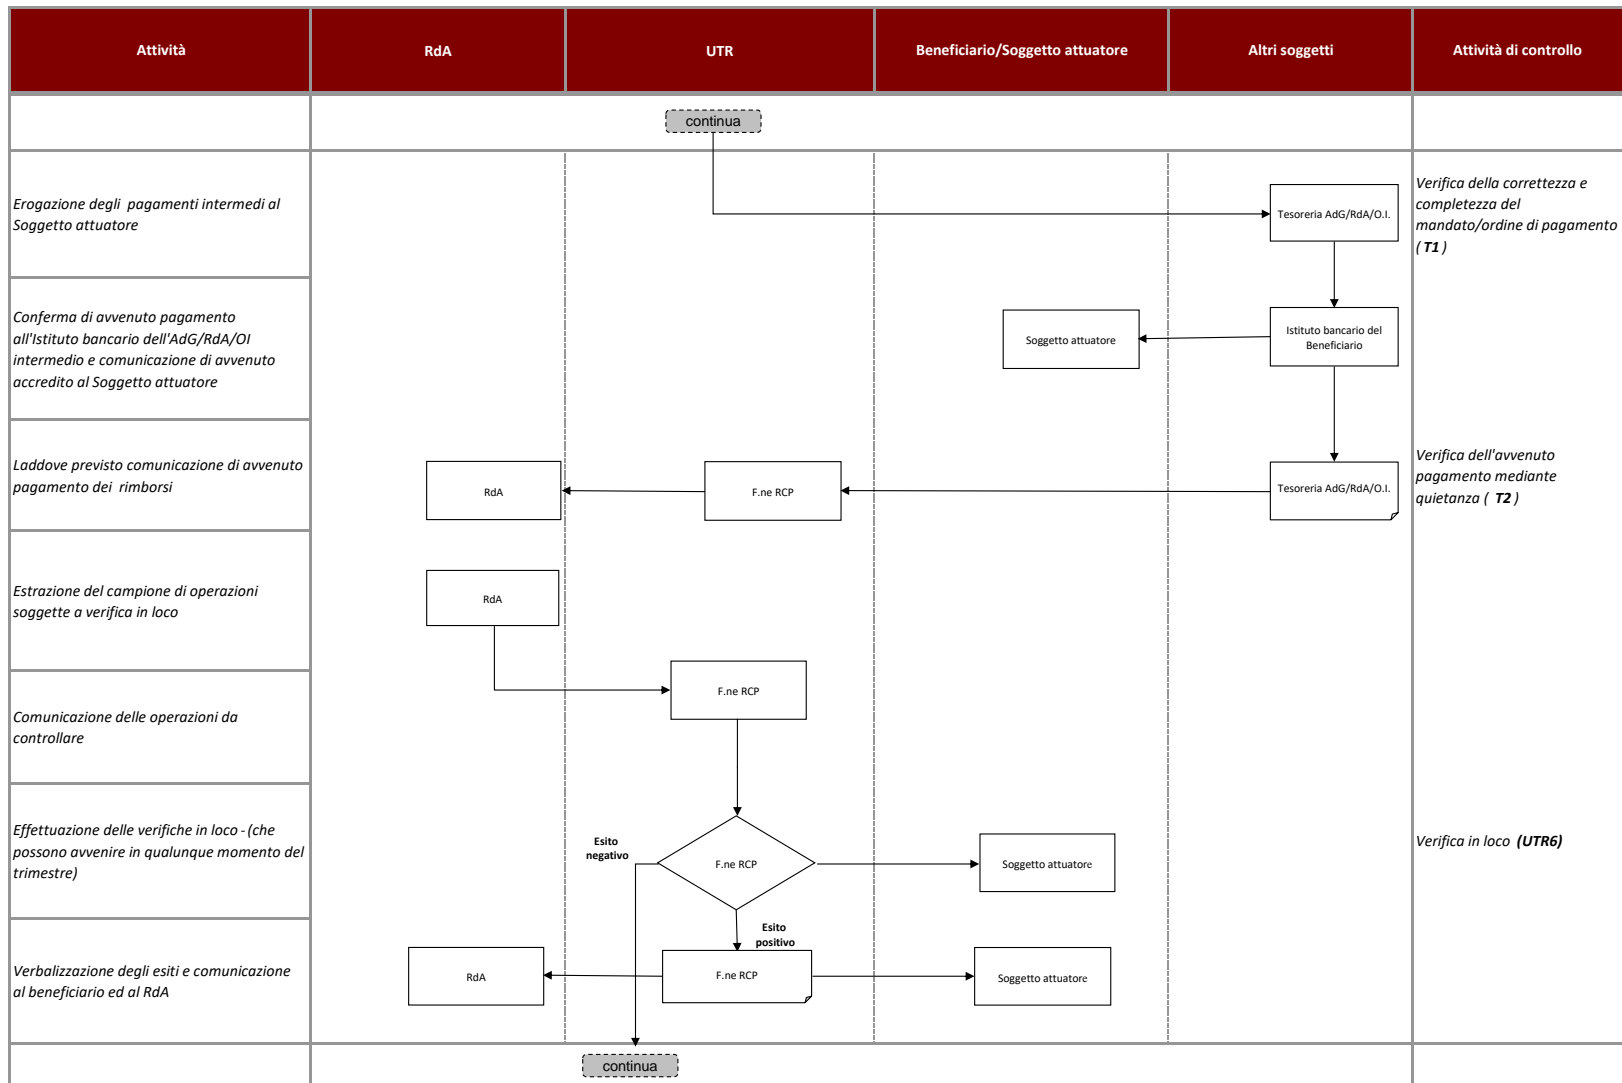 Attività
RdA
UTR
Beneficiario/Soggetto attuatore
Altri soggetti
Attività di controllo
continua
Erogazione degli pagamenti intermedi al
Soggetto attuatore
Tesoreria AdG/RdA/O.I.
Verifica della correttezza e
completezza del
mandato/ordine di pagamento
( T1 )
Conferma di avvenuto pagamento
all'Istituto bancario dell'AdG/RdA/OI
intermedio e comunicazione di avvenuto
accredito al Soggetto attuatore
Soggetto attuatore
Istituto bancario del
Beneficiario
Laddove previsto comunicazione di avvenuto
pagamento dei rimborsi
RdA
F.ne RCP
Tesoreria AdG/RdA/O.I.
Verifica dell'avvenuto
pagamento mediante
quietanza ( T2 )
Estrazione del campione di operazioni
soggette a verifica in loco
RdA
Comunicazione delle operazioni da
controllare
F.ne RCP
Effettuazione delle verifiche in loco - (che
possono avvenire in qualunque momento del
trimestre)
Esito
negativo
F.ne RCP
Soggetto attuatore
Verifica in loco (UTR6)
Esito
positivo
Verbalizzazione degli esiti e comunicazione
al beneficiario ed al RdA
RdA
F.ne RCP
Soggetto attuatore
continua